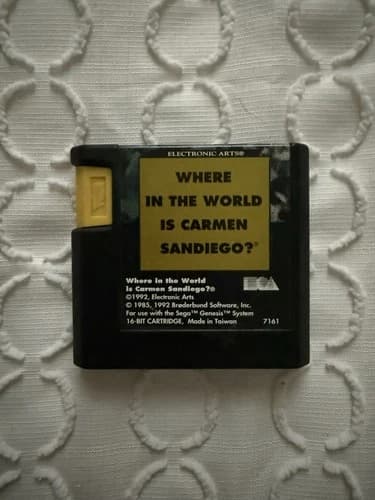 ELECTRONIC ARTS®
WHERE
IN THE WORLD
IS CARMEN
SANDIEGO?®
Where in the World
is Carmen Sandiego?®
©1992, Electronic Arts
© 1985, 1992 Brøderbund Software, Inc.
For use with the Sega™ Genesis™ System
16-BIT CARTRIDGE, Made in Taiwan 7161
EA